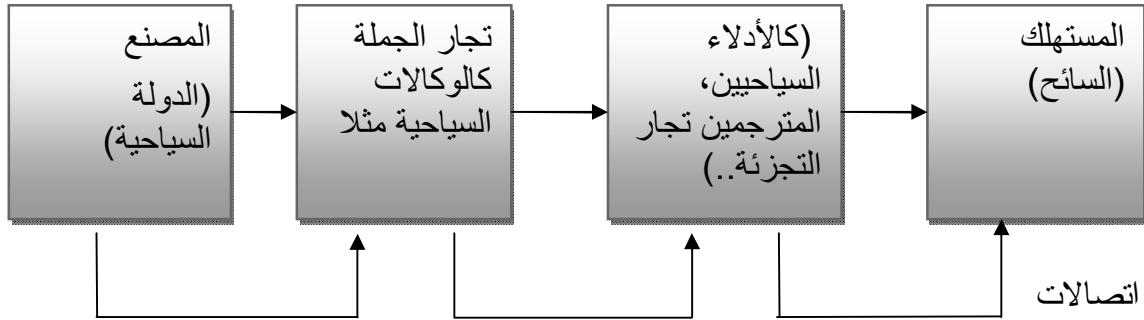 المصنع
(الدولة
السياحية)
تجار الجملة
كالوكالات
السياحية مثلا
(كالأدلاء
السياحيين،
المترجمين تجار
التجزئة..)
المستهلك
(السائح)
اتصالات